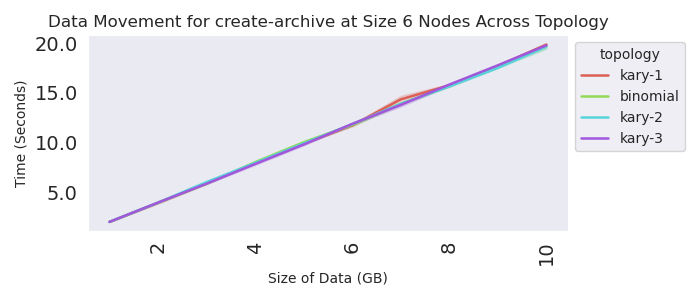 Data Movement for create-archive at Size 6 Nodes Across Topology
20.0
15.0
10.0
5.0
Time (Seconds)
2
4
6
8
10
Size of Data (GB)
topology
kary-1
binomial
kary-2
kary-3